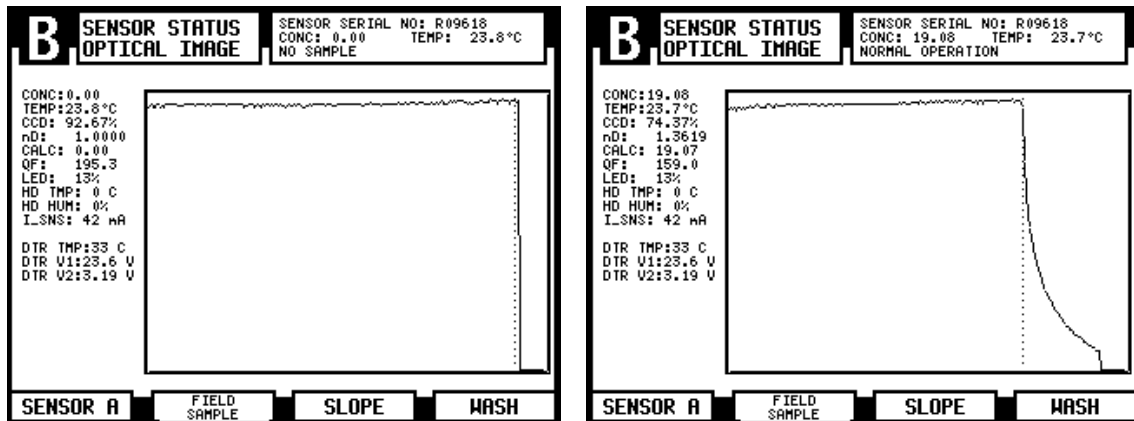 B
SENSOR STATUS
OPTICAL IMAGE
SENSOR SERIAL NO: R09618
CONC: 0.00 TEMP: 23.8°C
NO SAMPLE
CONC:0.00
TEMP:23.8°C
CCD: 92.67%
nD: 1.0000
CALC: 0.00
QF: 195.3
LED: 13%
HD TMP: 0 C
HD HUM: 0%
I_SNS: 42 mA
DTR TMP:33 C
DTR V1:23.6 V
DTR V2:3.19 V
SENSOR A
FIELD
SAMPLE
SLOPE
WASH
B
SENSOR STATUS
OPTICAL IMAGE
SENSOR SERIAL NO: R09618
CONC: 19.08 TEMP: 23.7°C
NORMAL OPERATION
CONC:19.08
TEMP:23.7°C
CCD: 74.37%
nD: 1.3619
CALC: 19.07
QF: 159.0
LED: 13%
HD TMP: 0 C
HD HUM: 0%
I_SNS: 42 mA
DTR TMP:33 C
DTR V1:23.6 V
DTR V2:3.19 V
SENSOR A
FIELD
SAMPLE
SLOPE
WASH